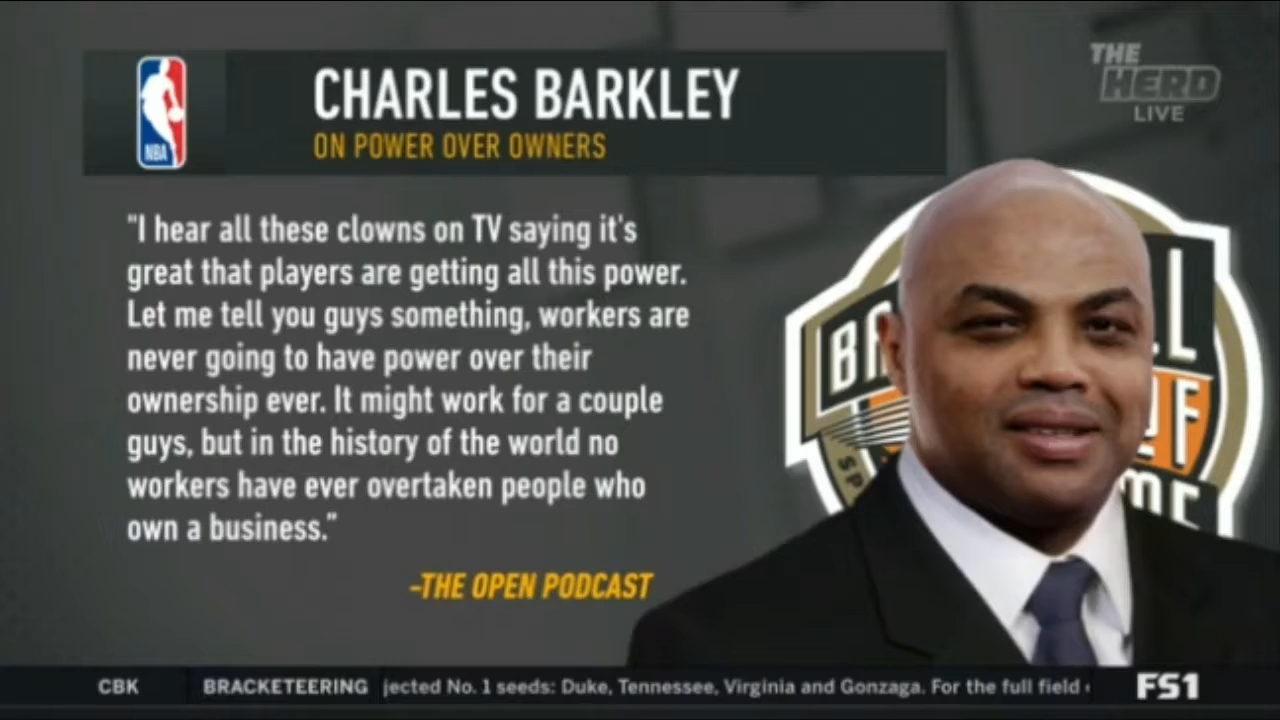 CHARLES BARKLEY
ON POWER OVER OWNERS
NBA
THE
HERD
LIVE
"I hear all these clowns on TV saying it's
great that players are getting all this power.
Let me tell you guys something, workers are
never going to have power over their
ownership ever. It might work for a couple
guys, but in the history of the world no
workers have ever overtaken people who
own a business."
-THE OPEN PODCAST
CBK BRACKETEERING jected No. 1 seeds: Duke, Tennessee, Virginia and Gonzaga. For the full field FS1